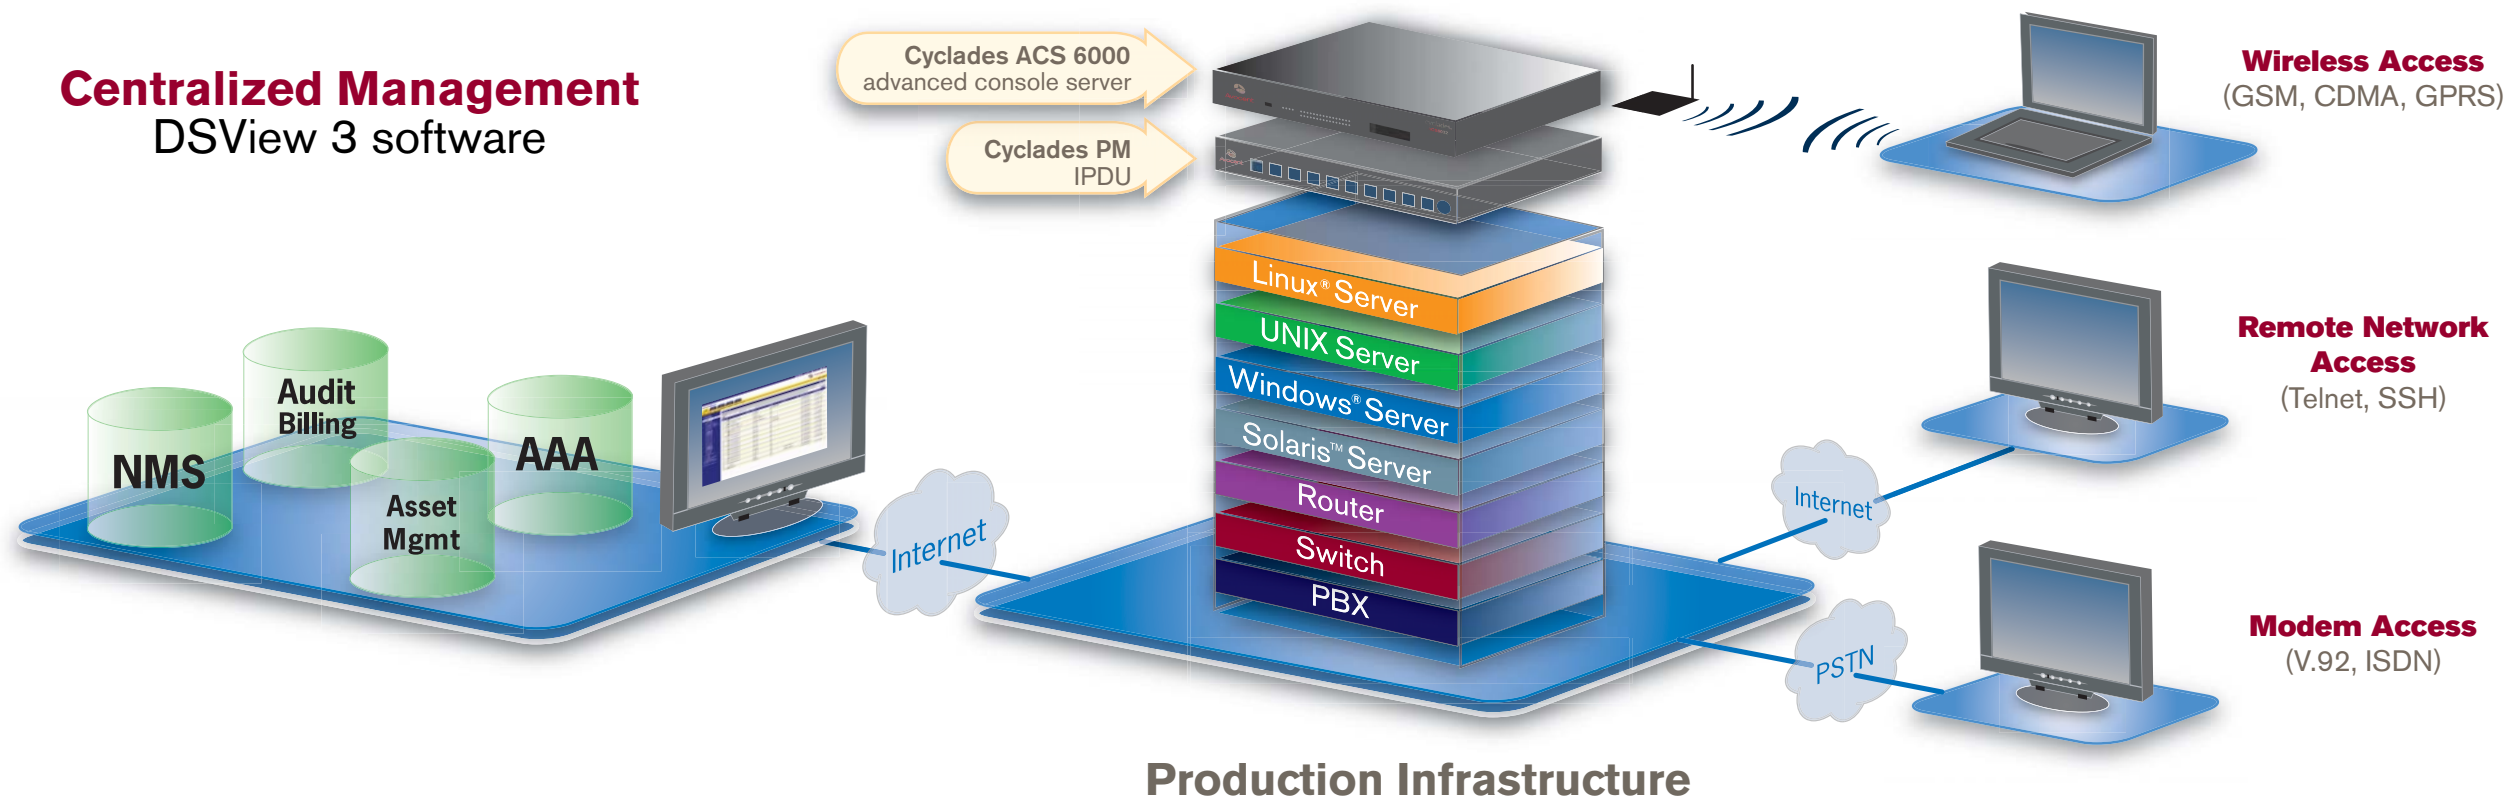 Centralized Management
DSView 3 software
NMS
Audit
Billing
Asset
Mgmt
AAA
Internet
Cyclades ACS 6000
advanced console server
Cyclades PM
IPDU
Linux® Server
UNIX Server
Windows® Server
Solaris™ Server
Router
Switch
PBX
Production Infrastructure
Wireless Access
(GSM, CDMA, GPRS)
Remote Network
Access
(Telnet, SSH)
Internet
Modem Access
(V.92, ISDN)
PSTN